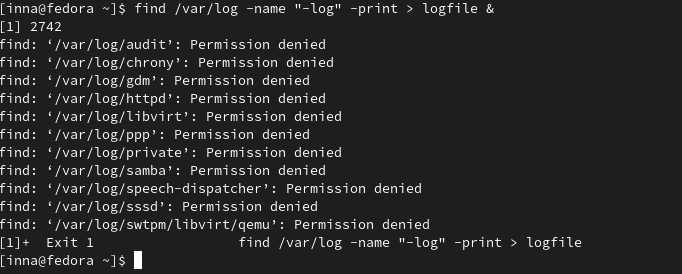 [inna@fedora ~]$ find /var/log -name "-log" -print > logfile &
[1] 2742
find: ‘/var/log/audit’: Permission denied
find: ‘/var/log/chrony’: Permission denied
find: ‘/var/log/gdm’: Permission denied
find: ‘/var/log/httpd’: Permission denied
find: ‘/var/log/libvirt’: Permission denied
find: ‘/var/log/ppp’: Permission denied
find: ‘/var/log/private’: Permission denied
find: ‘/var/log/samba’: Permission denied
find: ‘/var/log/speech-dispatcher’: Permission denied
find: ‘/var/log/sssd’: Permission denied
find: ‘/var/log/swtpm/libvirt/qemu’: Permission denied
[1]+  Exit 1                  find /var/log -name "-log" -print > logfile
[inna@fedora ~]$